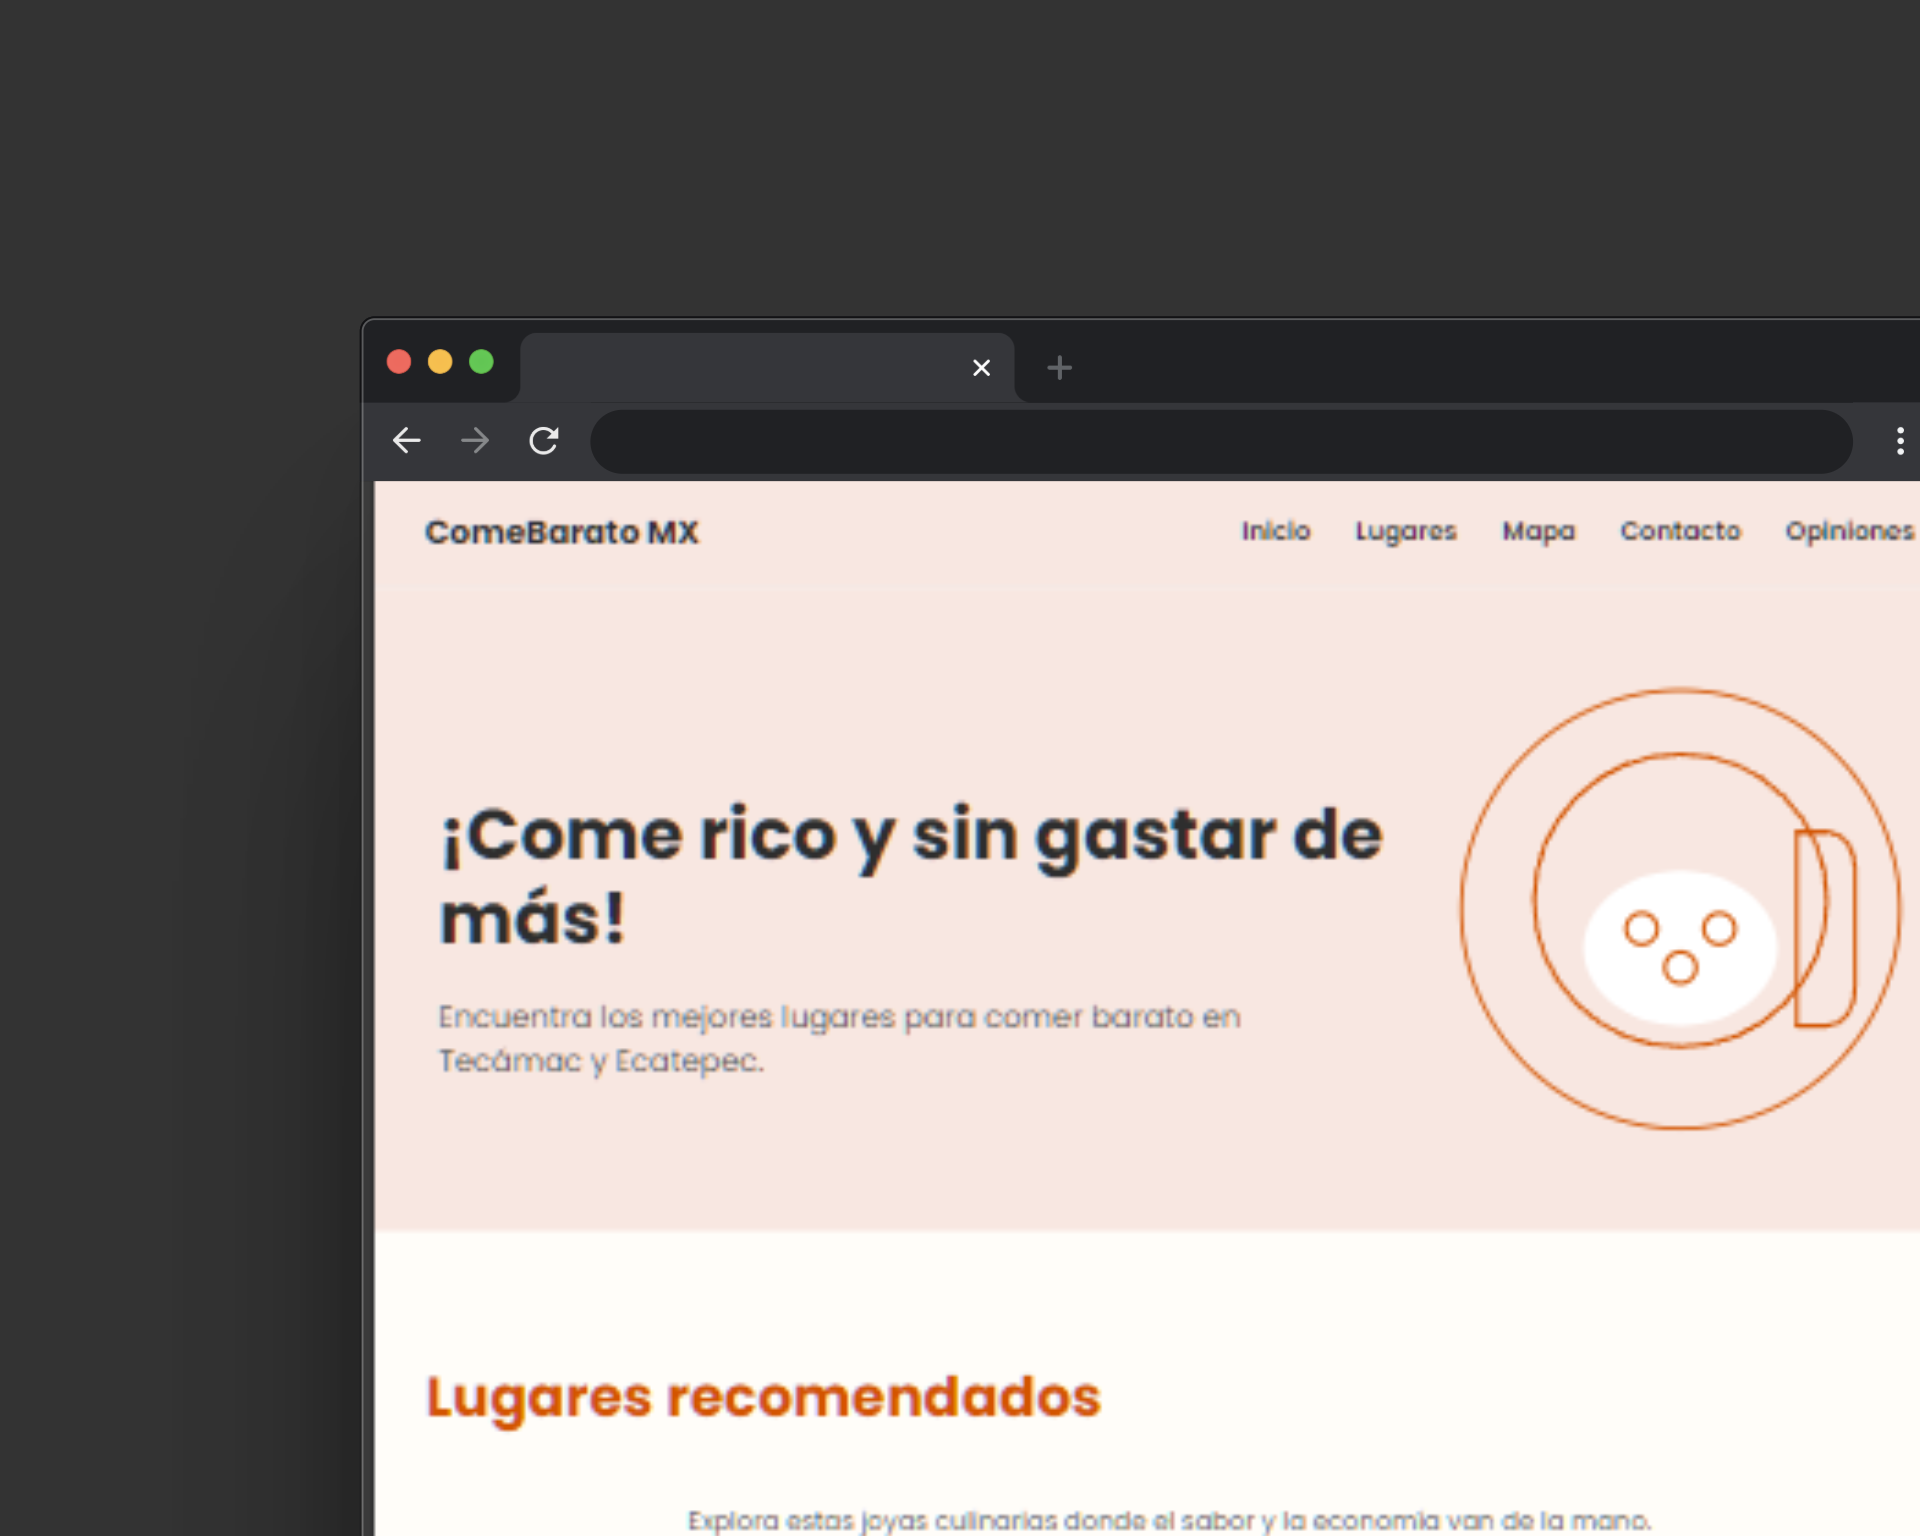 ComeBarato MX
Inicio Lugares Mapa Contacto Opiniones
¡Come rico y sin gastar de
más!
Encuentra los mejores lugares para comer barato en
Tecámac y Ecatepec.
Lugares recomendados
Explora estas joyas culinarias donde el sabor y la economía van de la mano.